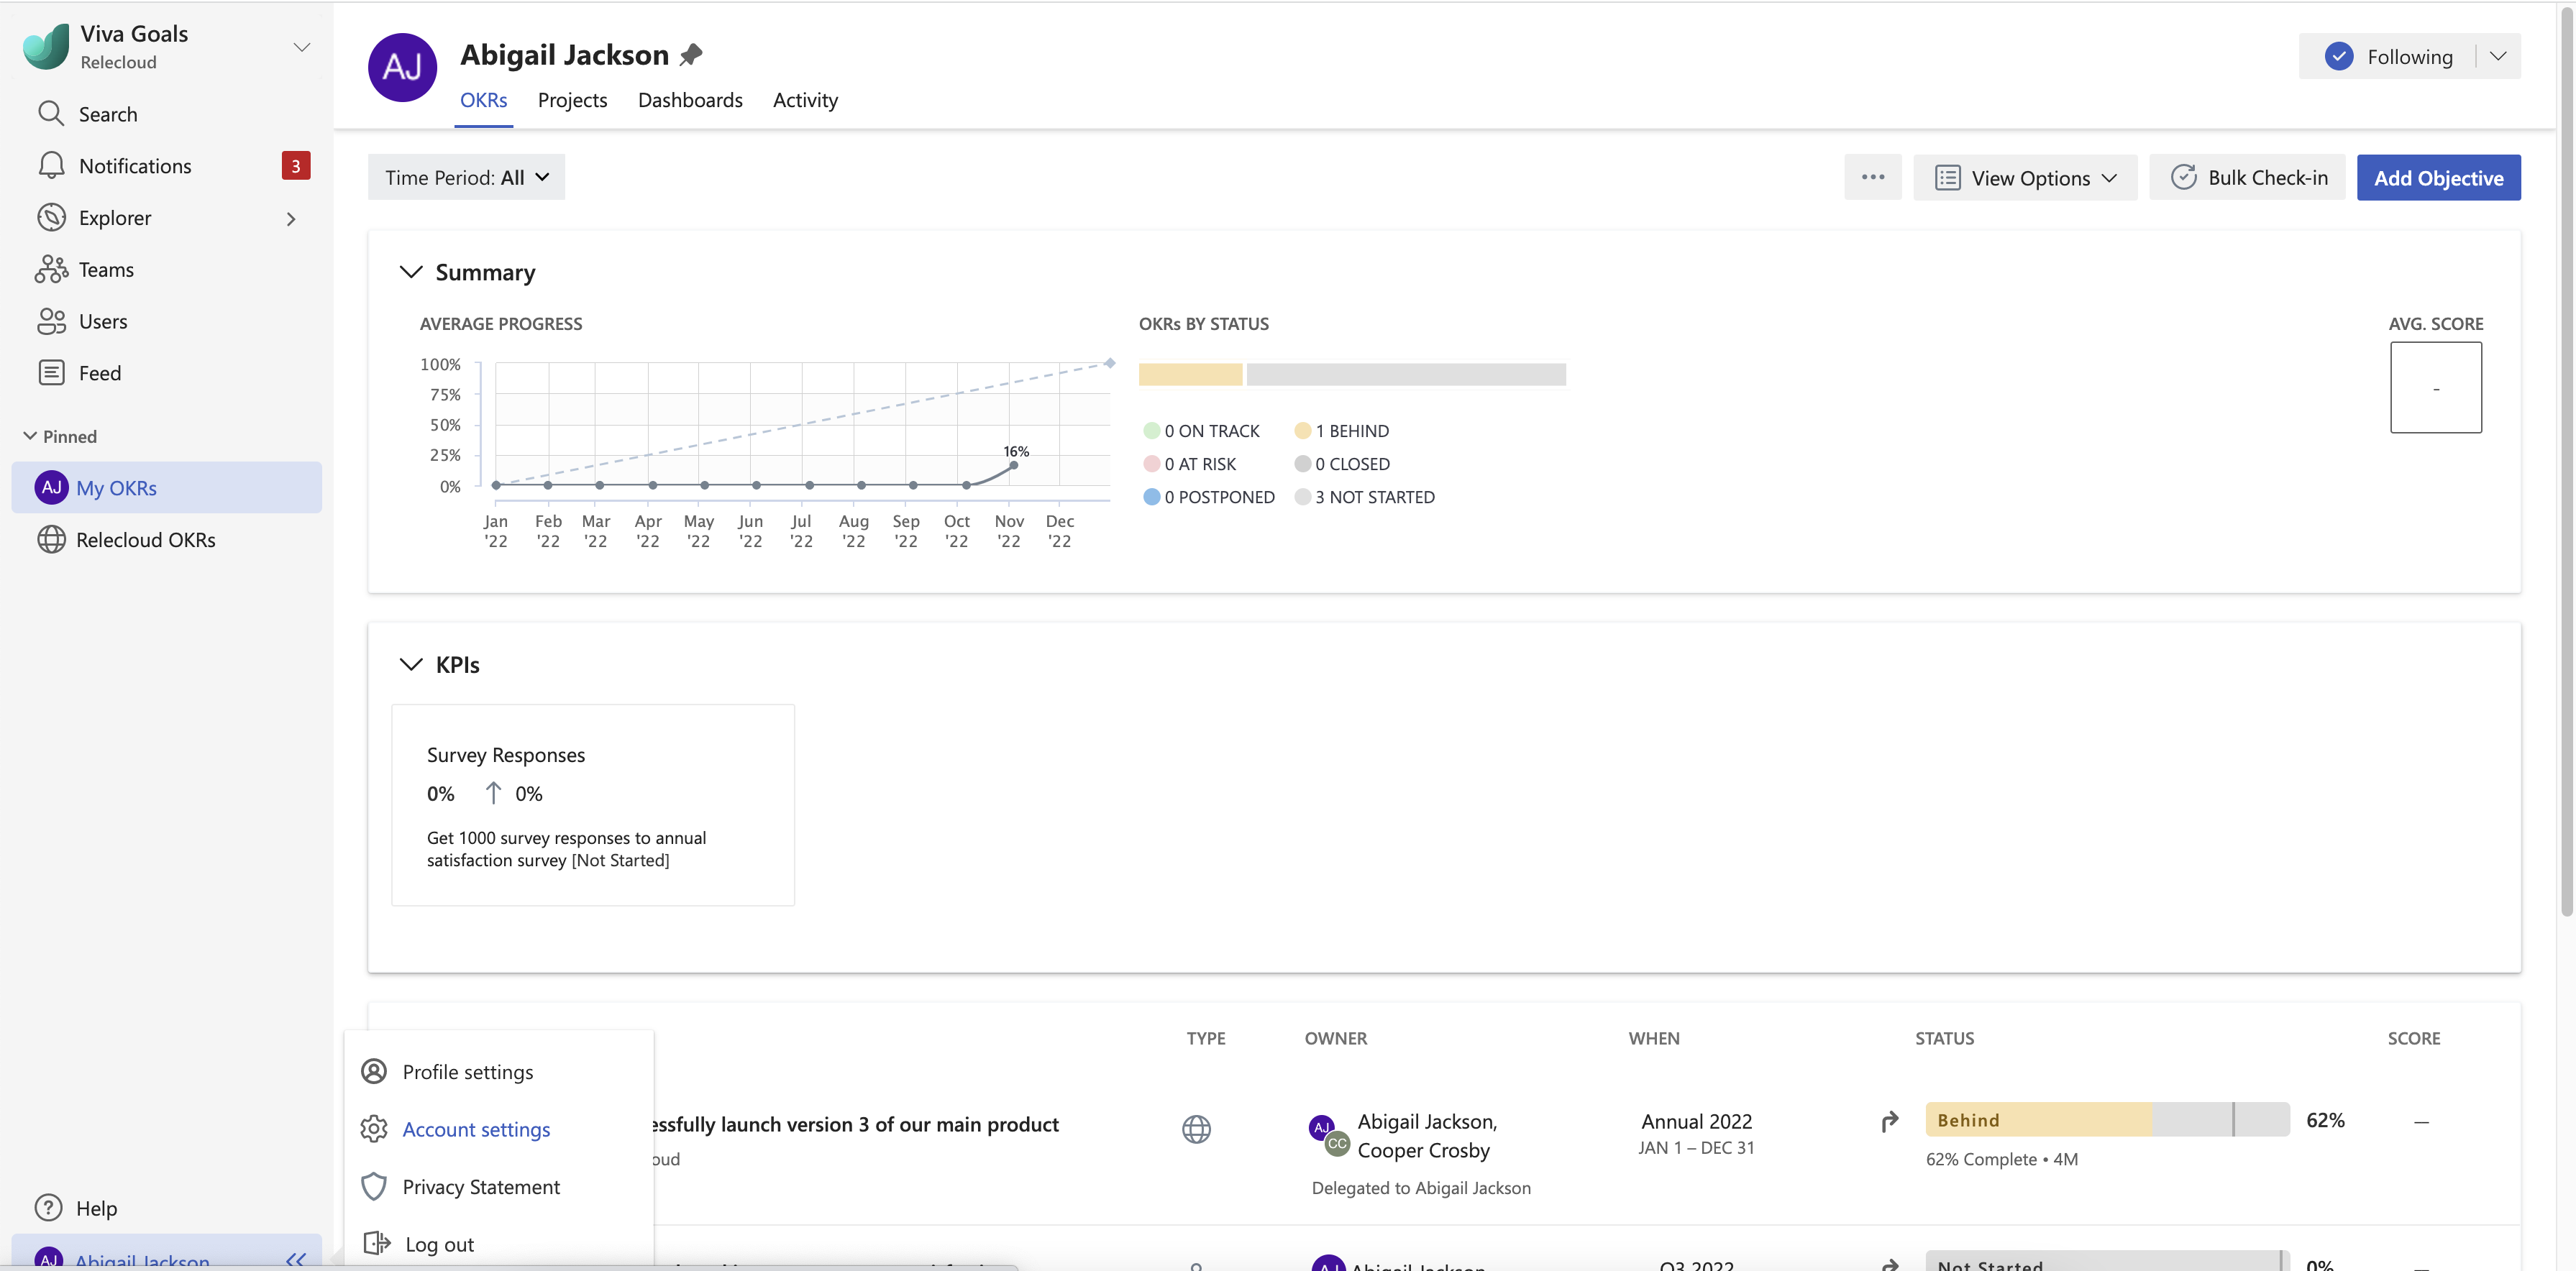 Viva Goals
Relecloud
Search
Notifications
3
Explorer
Teams
Users
Feed
Pinned
AJ My OKRs
Relecloud OKRs
Help
AJ Abigail Jackson
AJ
Abigail Jackson
OKRs Projects Dashboards Activity
Following
Time Period: All
View Options
Bulk Check-in
Add Objective
Summary
AVERAGE PROGRESS
100%
75%
50%
25%
0%
16%
Jan '22
Feb '22
Mar '22
Apr '22
May '22
Jun '22
Jul '22
Aug '22
Sep '22
Oct '22
Nov '22
Dec '22
OKRs BY STATUS
0 ON TRACK
1 BEHIND
0 AT RISK
0 CLOSED
0 POSTPONED
3 NOT STARTED
AVG. SCORE
-
KPIs
Survey Responses
0% ↑ 0%
Get 1000 survey responses to annual
satisfaction survey [Not Started]
Profile settings
Account settings
Privacy Statement
Log out
TYPE OWNER WHEN STATUS SCORE
essfully launch version 3 of our main product
oud
AJ
CC
Abigail Jackson,
Cooper Crosby
Delegated to Abigail Jackson
Annual 2022
JAN 1 – DEC 31
Behind
62%
—
62% Complete • 4M
AJ Abigail Jackson
Q3 2022
Not Started
0%
—